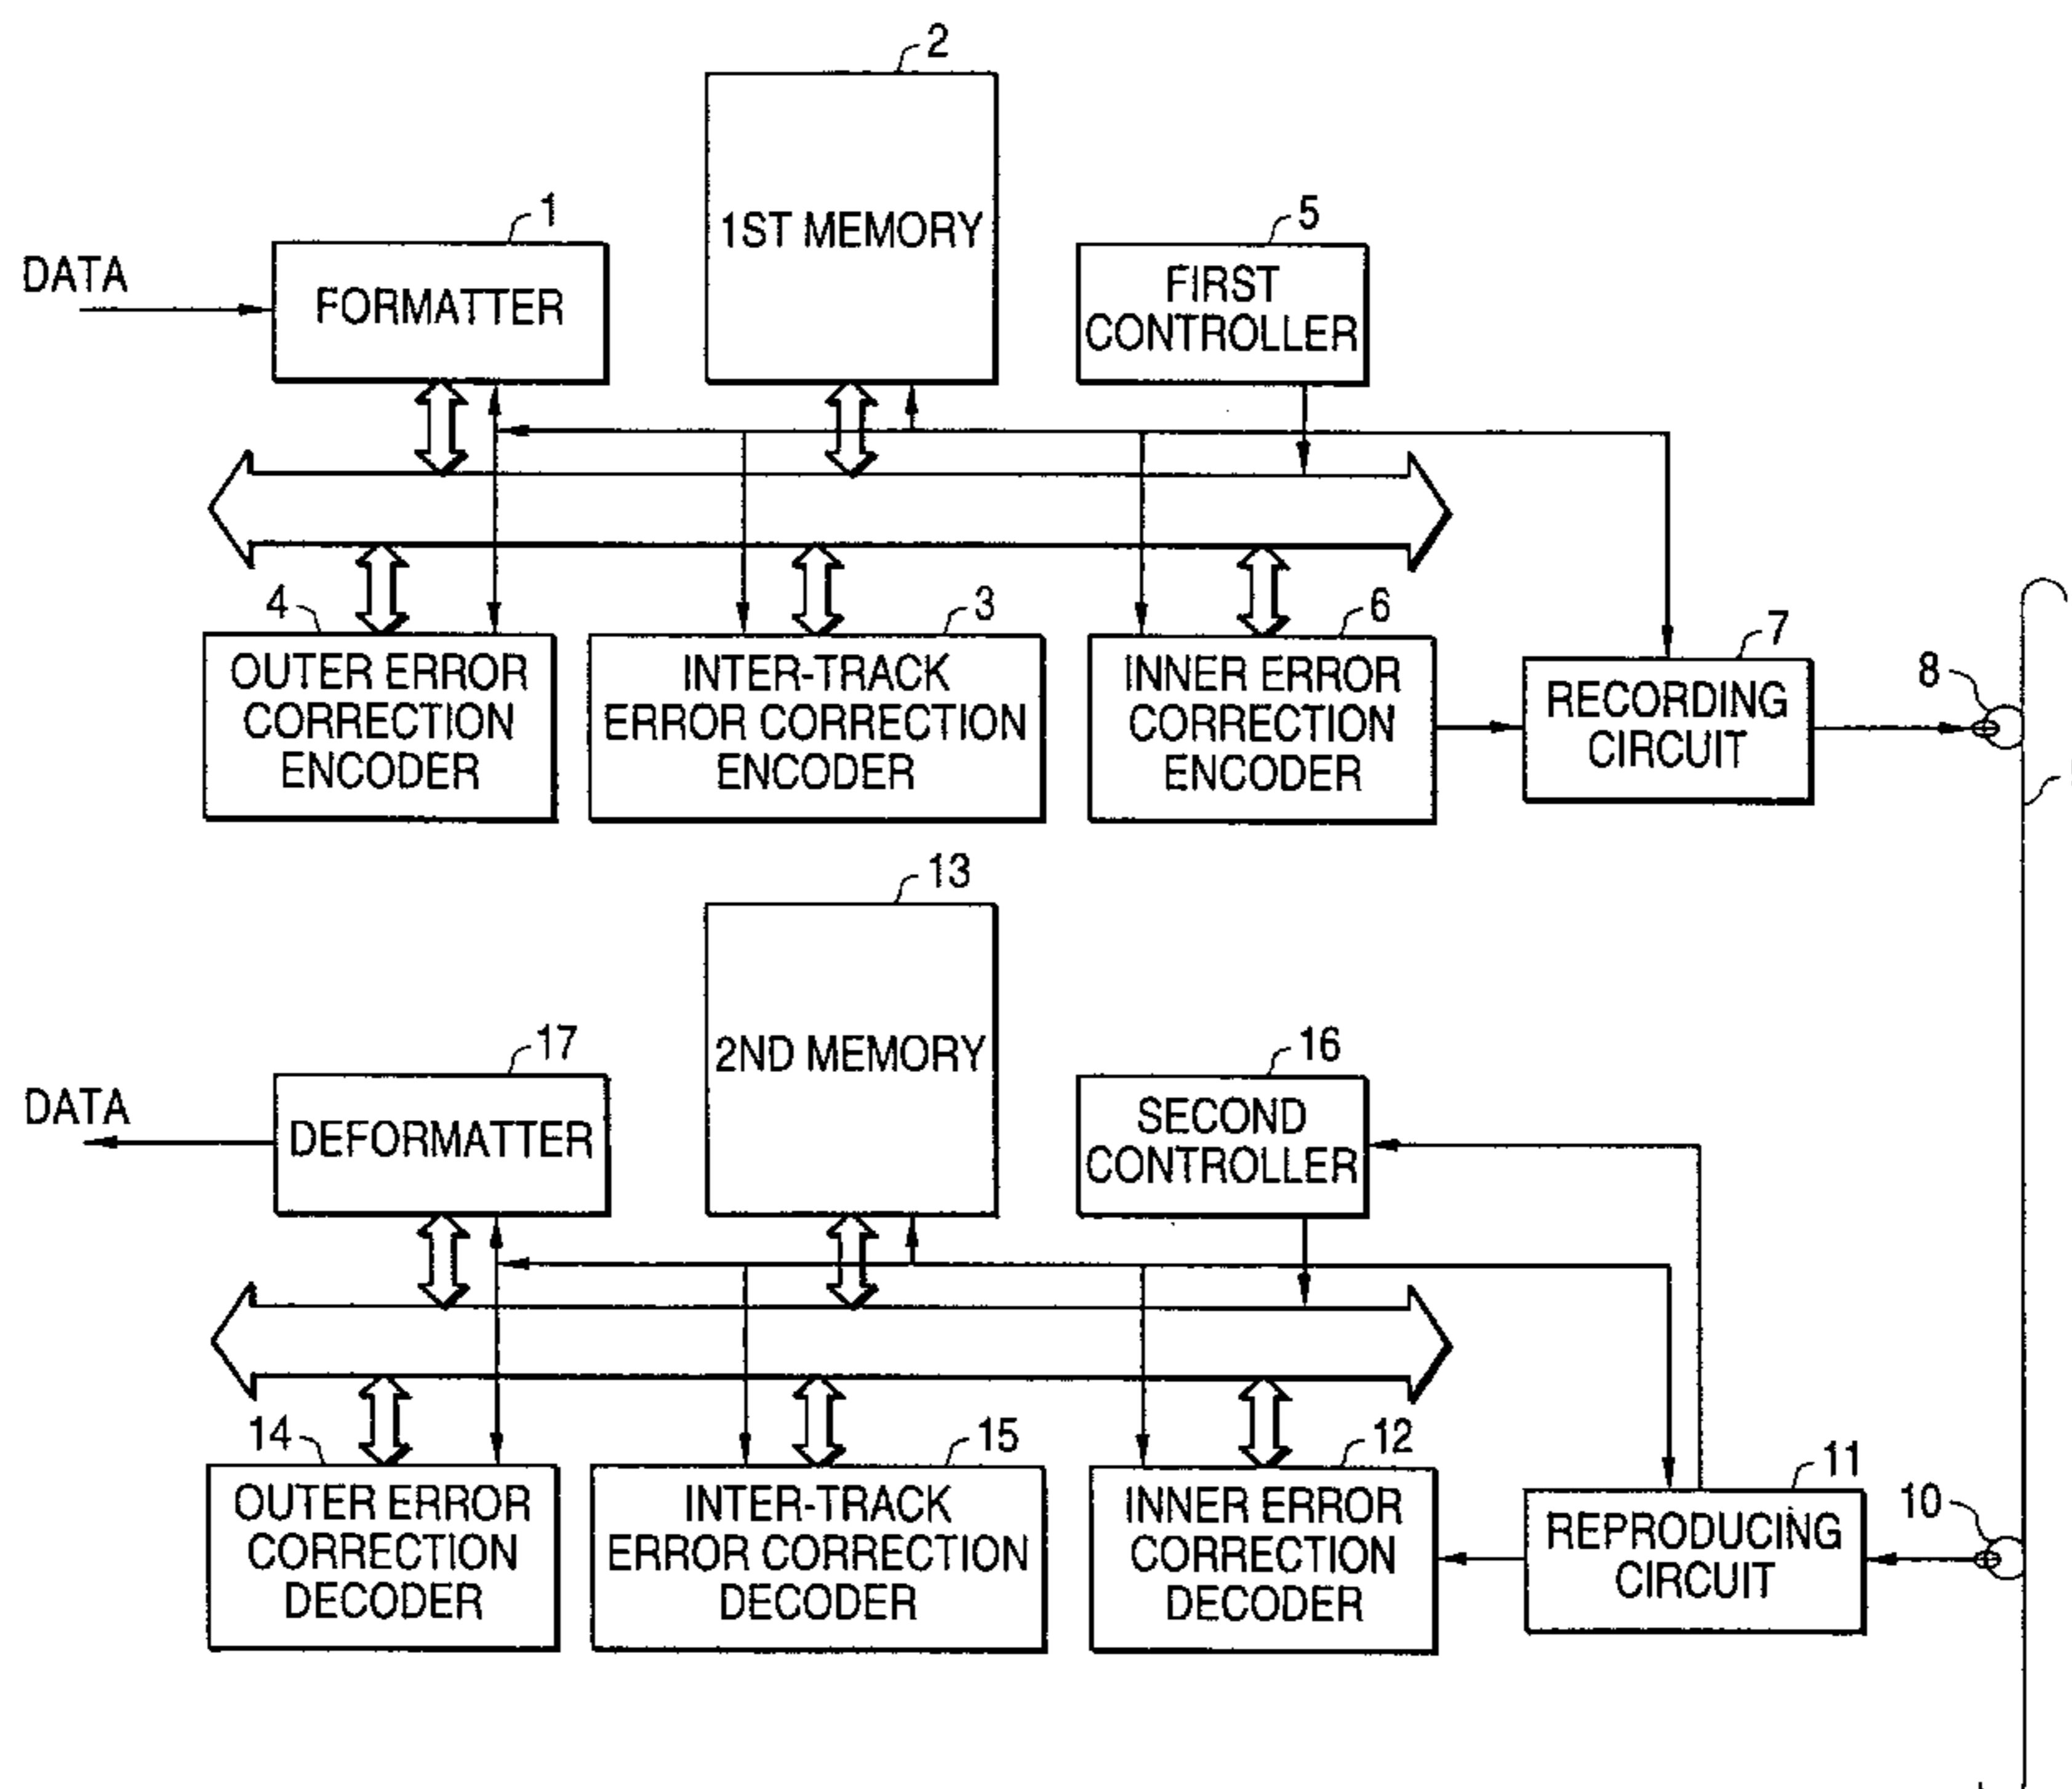 2
1
5
DATA
FORMATTER
1ST MEMORY
FIRST
CONTROLLER
4
3
6
7
8
OUTER ERROR
CORRECTION
ENCODER
INTER-TRACK
ERROR CORRECTION
ENCODER
INNER ERROR
CORRECTION
ENCODER
RECORDING
CIRCUIT
13
17
16
DATA
DEFORMATTER
2ND MEMORY
SECOND
CONTROLLER
14
15
12
11
10
OUTER ERROR
CORRECTION
DECODER
INTER-TRACK
ERROR CORRECTION
DECODER
INNER ERROR
CORRECTION
DECODER
REPRODUCING
CIRCUIT